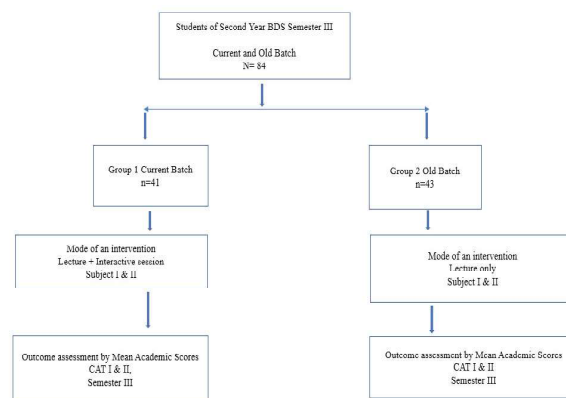 Students of Second Year BDS Semester III
Current and Old Batch
N= 84
Group 1 Current Batch
n=41
Group 2 Old Batch
n=43
Mode of an intervention
Lecture + Interactive session
Subject I & II
Mode of an intervention
Lecture only
Subject I & II
Outcome assessment by Mean Academic Scores
CAT I & II,
Semester III
Outcome assessment by Mean Academic Scores
CAT I & II
Semester III